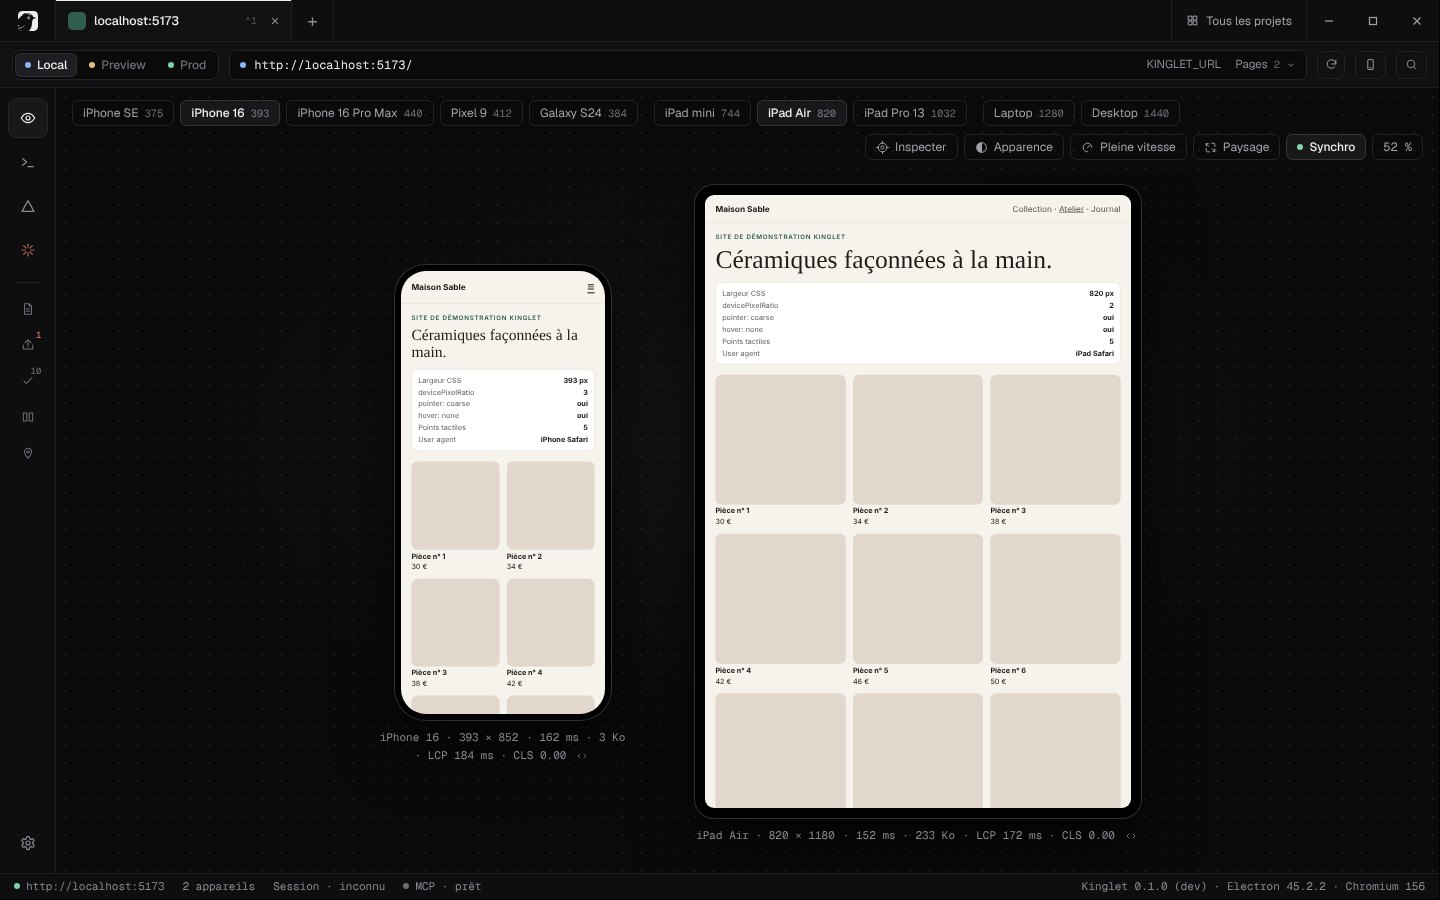 localhost:5173 ⌃1 × +
Tous les projets
Local Preview Prod
http://localhost:5173/
KINGLET_URL Pages 2
iPhone SE 375 iPhone 16 393 iPhone 16 Pro Max 440 Pixel 9 412 Galaxy S24 384 iPad mini 744 iPad Air 820 iPad Pro 13 1032 Laptop 1280 Desktop 1440
Inspecter Apparence Pleine vitesse Paysage Synchro 52 %
1
10
Maison Sable
SITE DE DÉMONSTRATION KINGLET
Céramiques façonnées à la
main.
Largeur CSS 393 px
devicePixelRatio 3
pointer: coarse oui
hover: none oui
Points tactiles 5
User agent iPhone Safari
Pièce n° 1 Pièce n° 2
30 € 34 €
Pièce n° 3 Pièce n° 4
38 € 42 €
iPhone 16 · 393 × 852 · 162 ms · 3 Ko
· LCP 184 ms · CLS 0.00 ‹›
Maison Sable Collection · Atelier · Journal
SITE DE DÉMONSTRATION KINGLET
Céramiques façonnées à la main.
Largeur CSS 820 px
devicePixelRatio 2
pointer: coarse oui
hover: none oui
Points tactiles 5
User agent iPad Safari
Pièce n° 1 Pièce n° 2 Pièce n° 3
30 € 34 € 38 €
Pièce n° 4 Pièce n° 5 Pièce n° 6
42 € 46 € 50 €
iPad Air · 820 × 1180 · 152 ms · 233 Ko · LCP 172 ms · CLS 0.00 ‹›
http://localhost:5173 2 appareils Session · inconnu MCP · prêt
Kinglet 0.1.0 (dev) · Electron 45.2.2 · Chromium 156